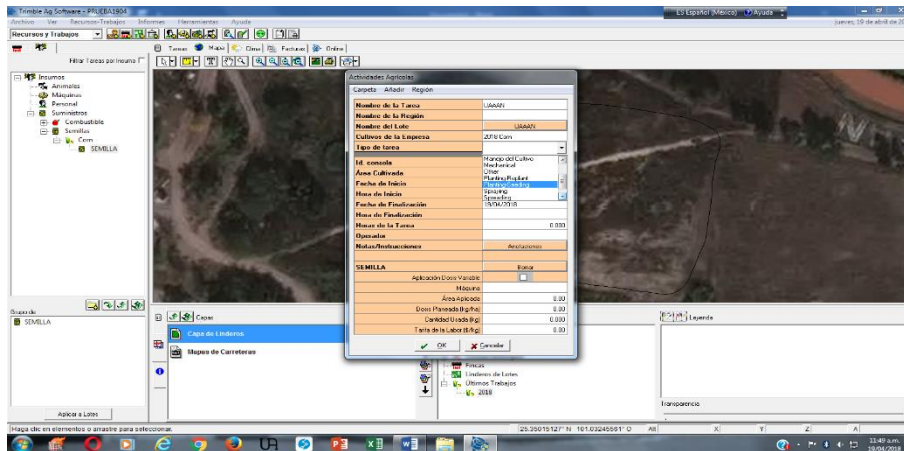 Trimble Ag Software - PRUEBA1904
ES Español (México) Ayuda
Archivo Ver Recursos-Trabajos Informes Herramientas Ayuda
jueves, 19 de abril de 20
Recursos y Trabajos
Tareas Mapa Clima Facturas Online
Filtrar Tareas por Insumo
Insumos
Animales
Máquinas
Personal
Suministros
Combustible
Semillas
Corn
SEMILLA
Actividades Agrícolas
Carpeta Añadir Región
Nombre de la Tarea UAAAN
Nombre de la Región
Nombre del Lote UAAAN
Cultivos de la Empresa 2018 Corn
Tipo de tarea
Manejo del Cultivo
Mechanical
Other
Planting/Replant
Planting/Seeding
Spraying
Spreading
Id. consola
Área Cultivada
Fecha de Inicio
Hora de Inicio
Fecha de Finalización 19/04/2018
Hora de Finalización
Horas de la Tarea 0.000
Operador
Notas/Instrucciones Anotaciones
SEMILLA Borrar
Aplicación Dosis Variable
Máquina
Área Aplicada 0.00
Dosis Planeada (kg/ha) 0.00
Cantidad Usada (kg) 0.000
Tarifa de la Labor ($/kg) 0.00
OK Cancelar
Grupo de
SEMILLA
Aplicar a Lotes
Capas
Capa de Linderos
Mapas de Carreteras
Fincas
Linderos de Lotes
Últimos Trabajos
2018
Leyenda
Transparencia
Haga clic en elementos o arrastre para seleccionar.
25.35015127° N 101.03245561° O Alt X Y Z A
11:49 a.m.
19/04/2018